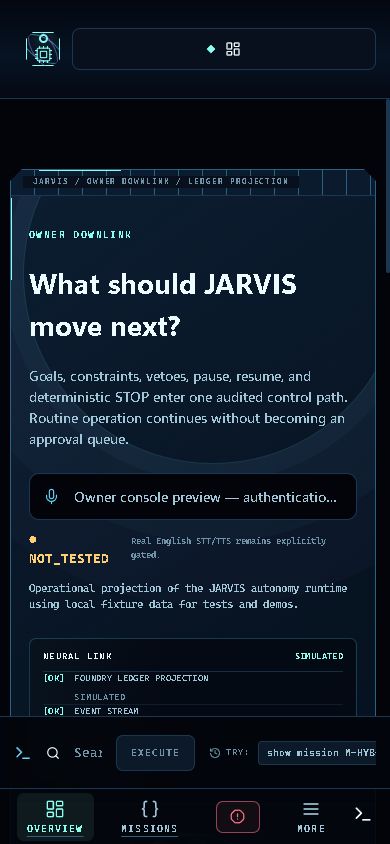 JARVIS / OWNER DOWNLINK / LEDGER PROJECTION
OWNER DOWNLINK
What should JARVIS
move next?
Goals, constraints, vetoes, pause, resume, and
deterministic STOP enter one audited control path.
Routine operation continues without becoming an
approval queue.
Owner console preview — authenticatio...
NOT_TESTED
Real English STT/TTS remains explicitly
gated.
Operational projection of the JARVIS autonomy runtime
using local fixture data for tests and demos.
NEURAL LINK SIMULATED
[OK] FOUNDRY LEDGER PROJECTION
SIMULATED
[OK] EVENT STREAM
Sear EXECUTE TRY: show mission M-HYB
OVERVIEW MISSIONS MORE